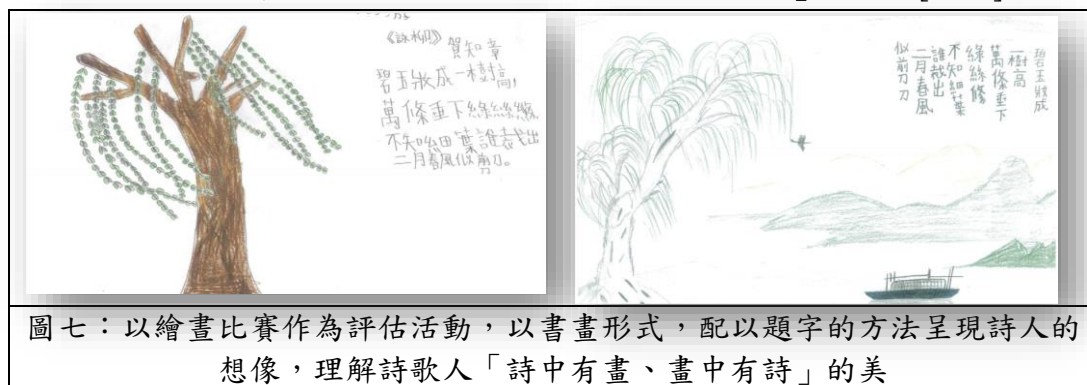 《詠柳》 賀知章
碧玉妝成一樹高,
萬條垂下綠絲絛
不知細葉誰裁出
二月春風似剪刀。
碧玉妝成
一樹高
萬條垂下
綠絲絛
不知細葉
誰裁出
二月春風
似剪刀
圖七：以繪畫比賽作為評估活動，以書畫形式，配以題字的方法呈現詩人的
想像，理解詩歌人「詩中有畫、畫中有詩」的美